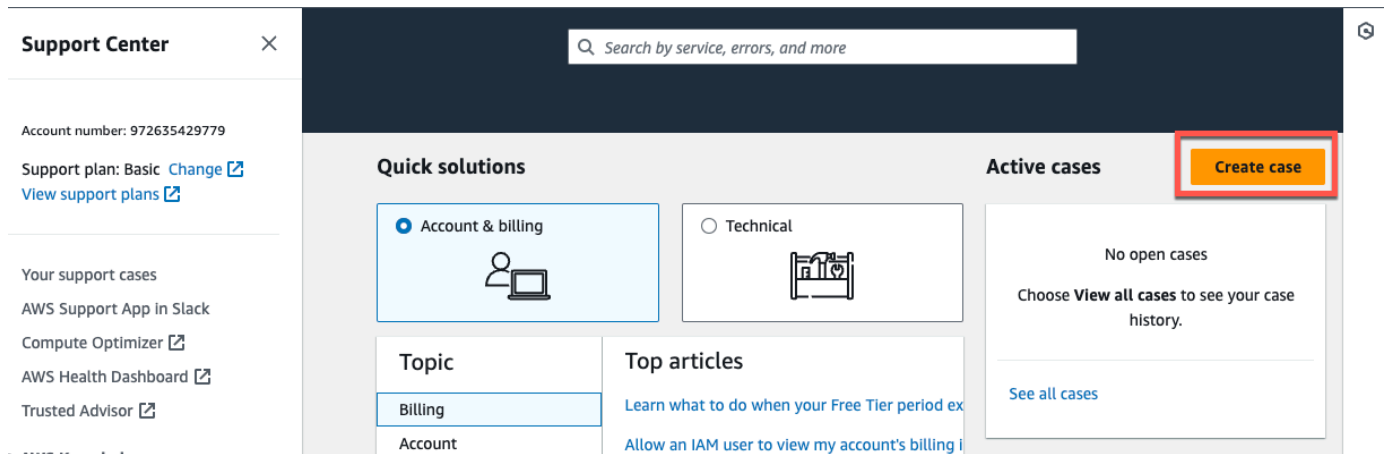 Support Center
Account number: 972635429779
Support plan: Basic Change
View support plans
Your support cases
AWS Support App in Slack
Compute Optimizer
AWS Health Dashboard
Trusted Advisor
Search by service, errors, and more
Quick solutions
Account & billing
Technical
Topic
Billing
Account
Top articles
Learn what to do when your Free Tier period ex
Allow an IAM user to view my account's billing i
Active cases
Create case
No open cases
Choose View all cases to see your case
history.
See all cases